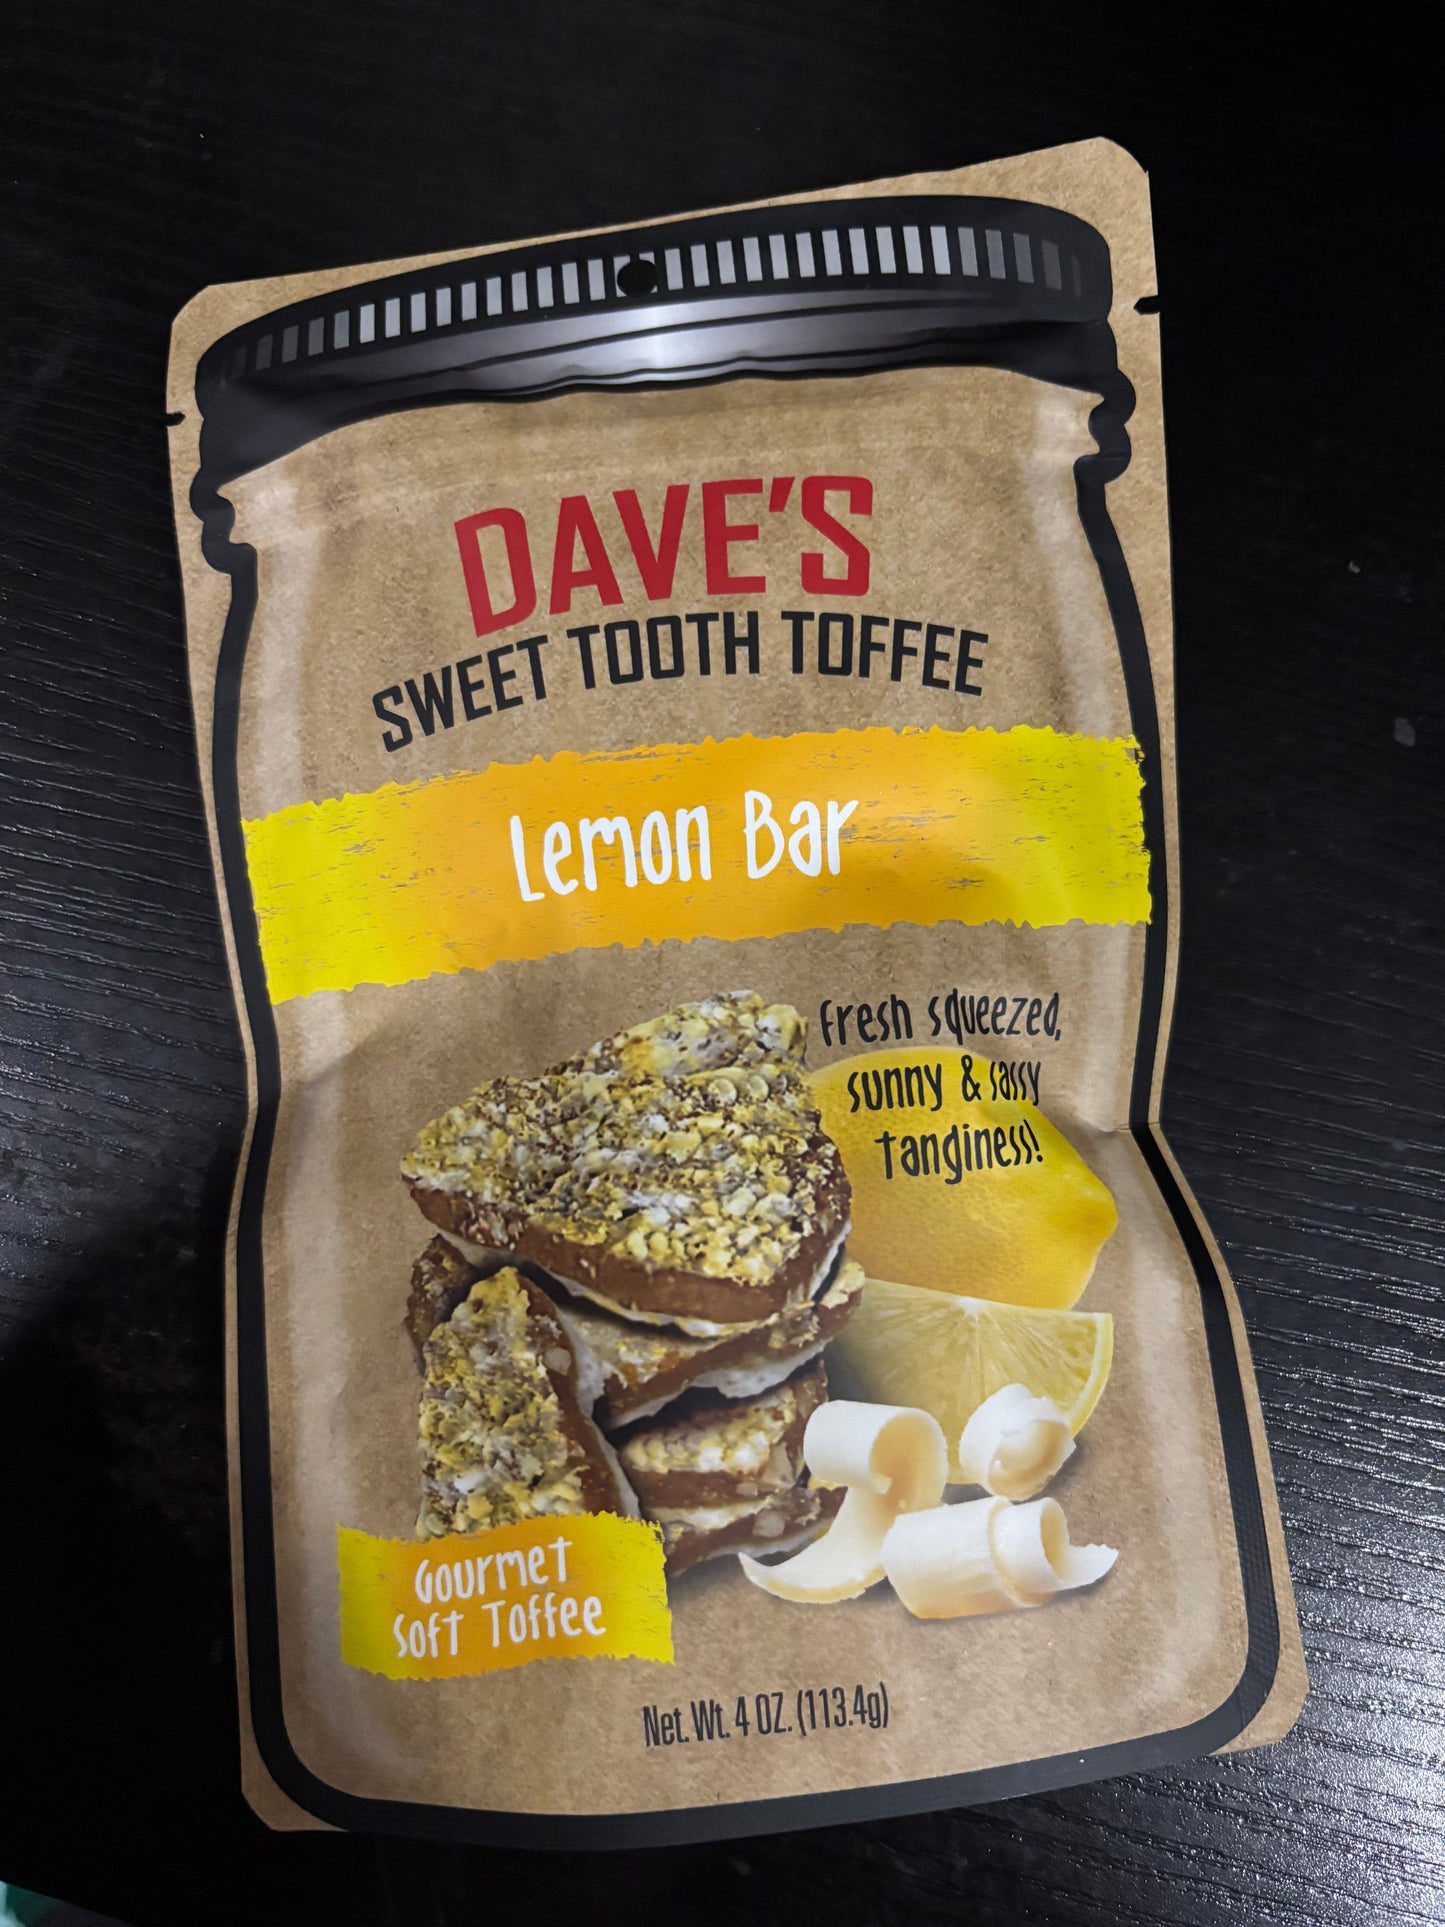 DAVE'S
SWEET TOOTH TOFFEE
Lemon Bar
Fresh squeezed,
sunny & sassy
tanginess!
Gourmet
Soft Toffee
Net. Wt. 4 OZ. (113.4g)